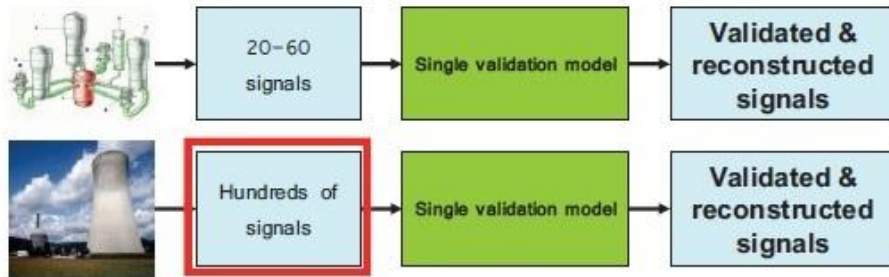 20-60
signals
Single validation model
Validated &
reconstructed
signals
Hundreds of
signals
Single validation model
Validated &
reconstructed
signals